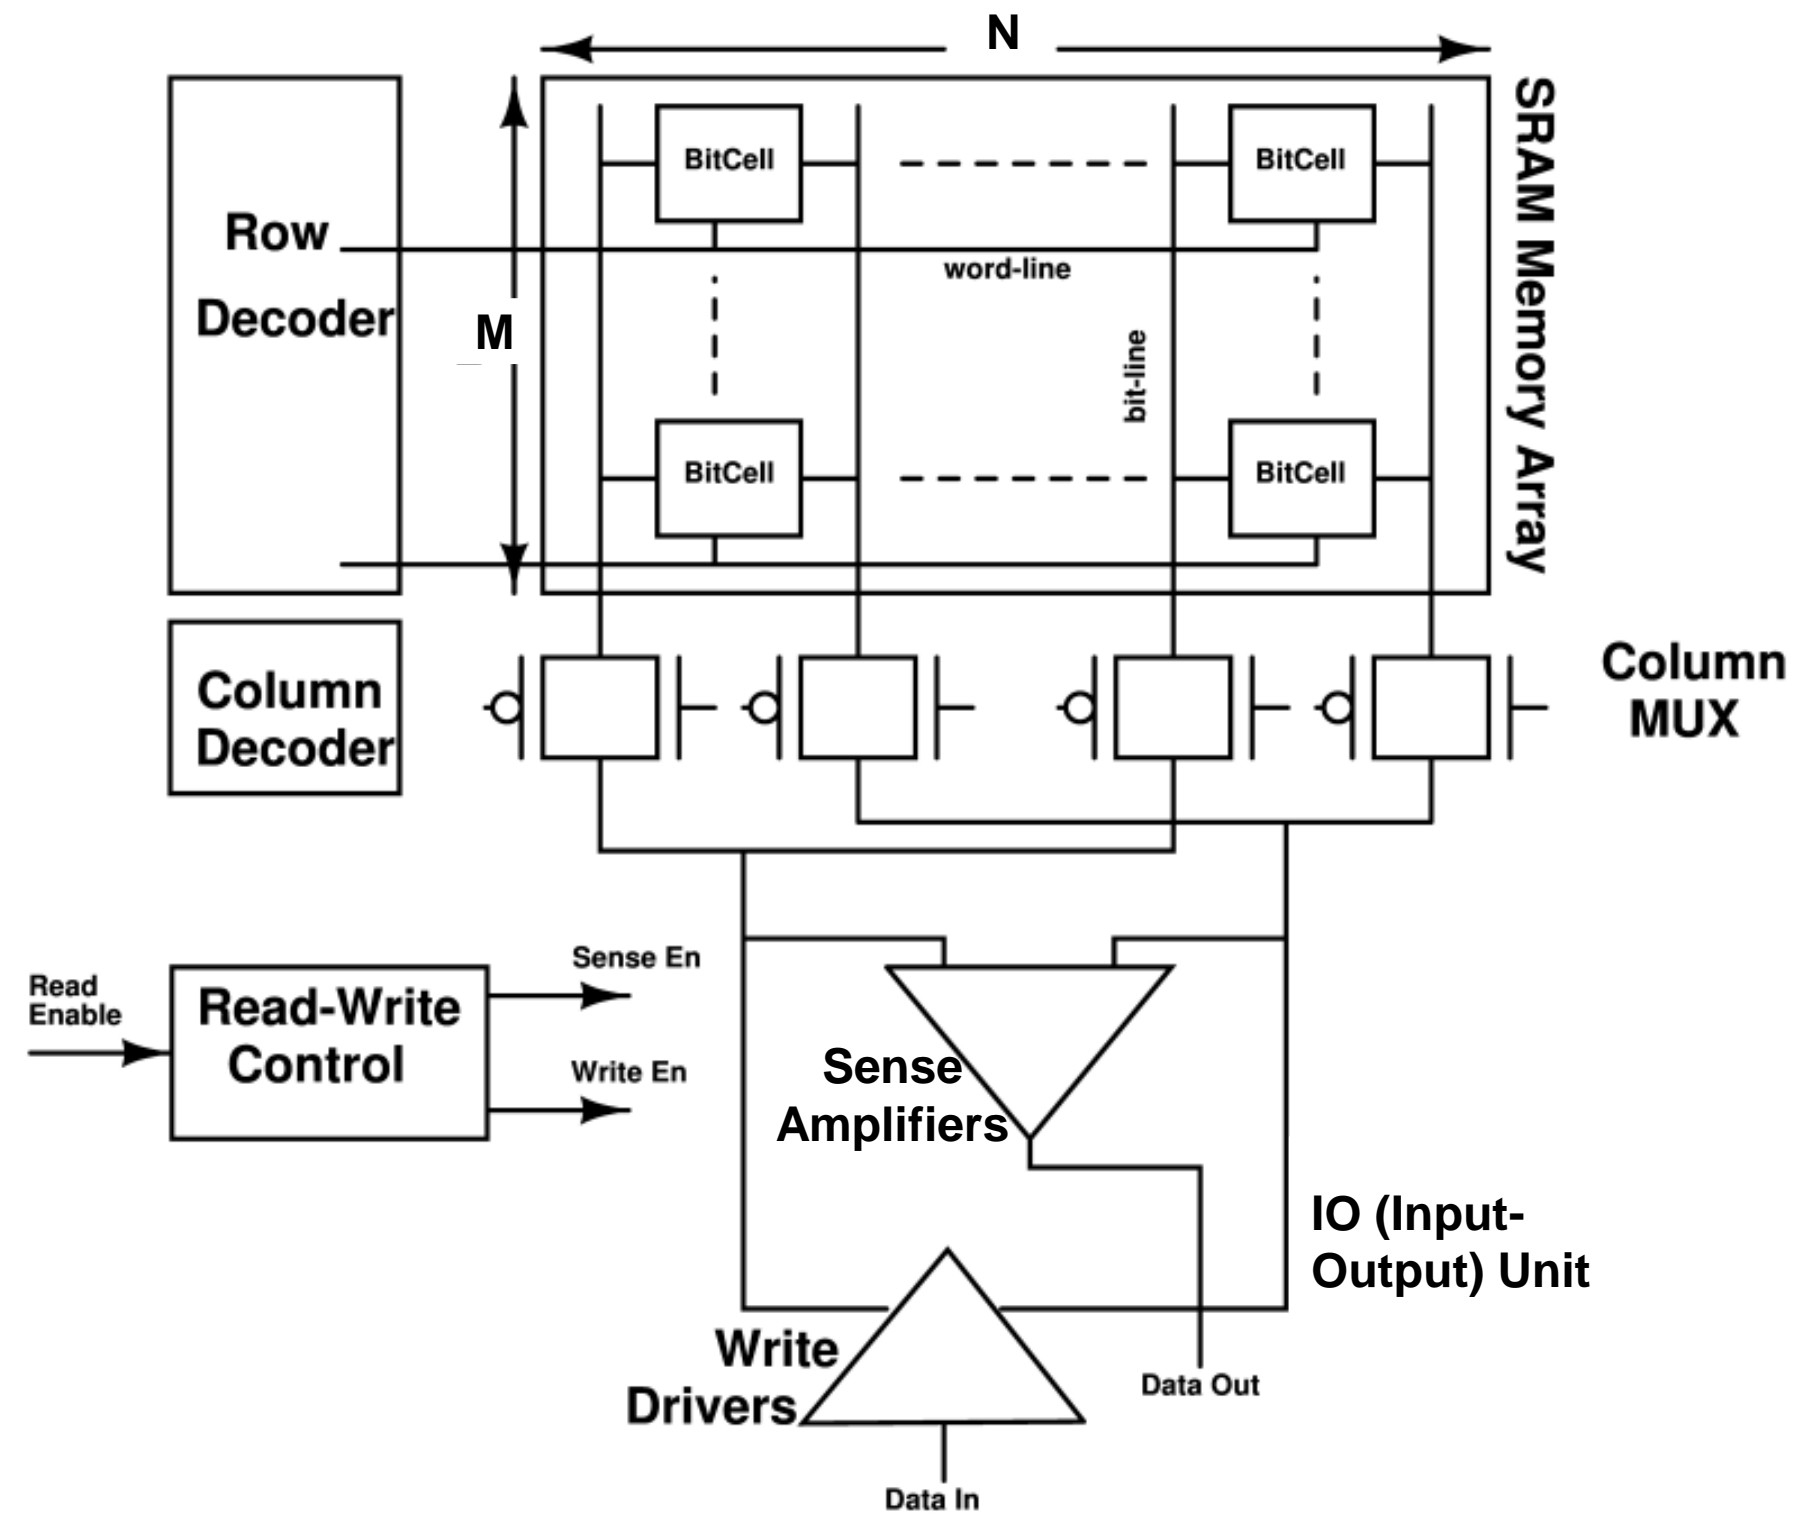 N
SRAM Memory Array
BitCell
BitCell
Row
Decoder
word-line
M
bit-line
BitCell
BitCell
Column
Decoder
Column
MUX
Read
Enable
Read-Write
Control
Sense En
Write En
Sense
Amplifiers
IO (Input-
Output) Unit
Write
Drivers
Data Out
Data In